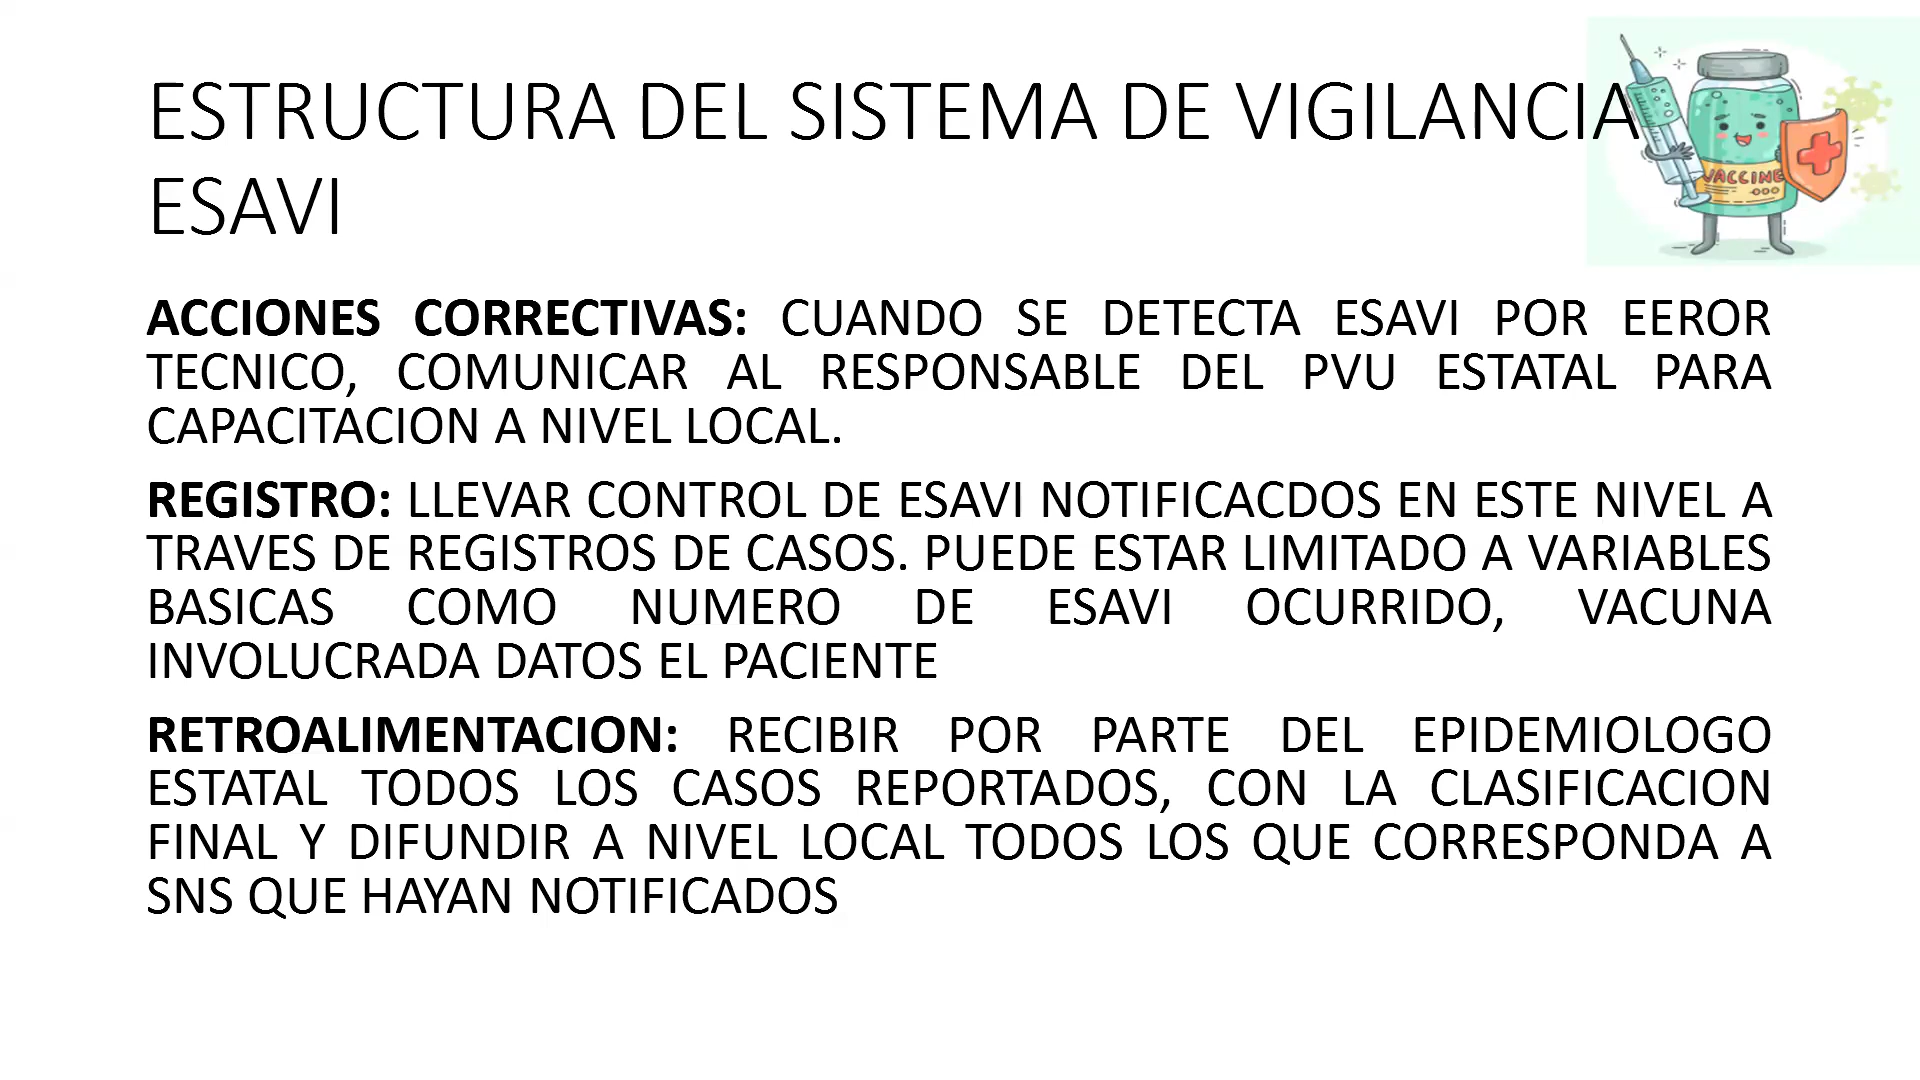 ESTRUCTURA DEL SISTEMA DE VIGILANCIA
ESAVI
VACCINE
ACCIONES CORRECTIVAS: CUANDO SE DETECTA ESAVI POR EEROR
TECNICO, COMUNICAR AL RESPONSABLE DEL PVU ESTATAL PARA
CAPACITACION A NIVEL LOCAL.
REGISTRO: LLEVAR CONTROL DE ESAVI NOTIFICACDOS EN ESTE NIVEL A
TRAVES DE REGISTROS DE CASOS. PUEDE ESTAR LIMITADO A VARIABLES
BASICAS COMO NUMERO DE ESAVI OCURRIDO, VACUNA
INVOLUCRADA DATOS EL PACIENTE
RETROALIMENTACION: RECIBIR POR PARTE DEL EPIDEMIOLOGO
ESTATAL TODOS LOS CASOS REPORTADOS, CON LA CLASIFICACION
FINAL Y DIFUNDIR A NIVEL LOCAL TODOS LOS QUE CORRESPONDA A
SNS QUE HAYAN NOTIFICADOS